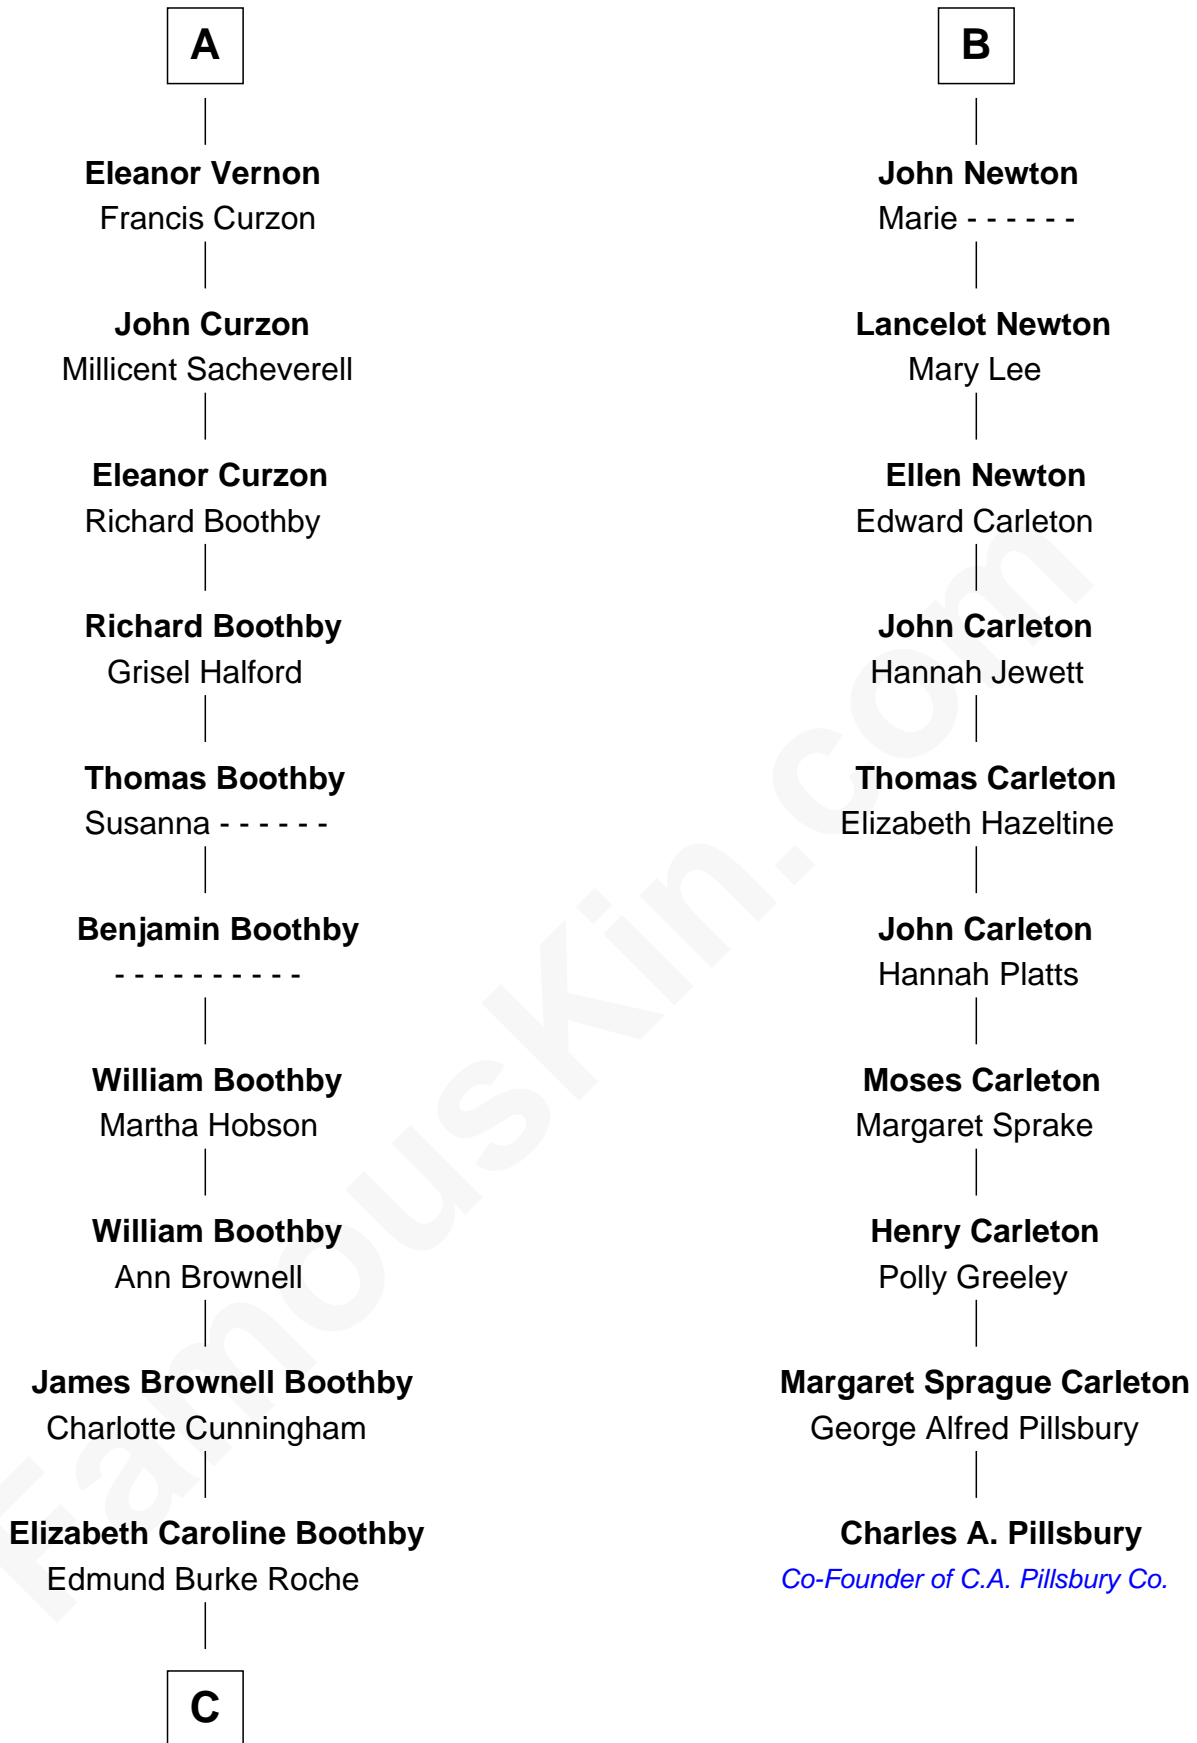 A
Eleanor Vernon
Francis Curzon
John Curzon
Millicent Sacheverell
Eleanor Curzon
Richard Boothby
Richard Boothby
Grisel Halford
Thomas Boothby
Susanna - - - - - -
Benjamin Boothby
- - - - - - - - - -
William Boothby
Martha Hobson
William Boothby
Ann Brownell
James Brownell Boothby
Charlotte Cunningham
Elizabeth Caroline Boothby
Edmund Burke Roche
C
B
John Newton
Marie - - - - - -
Lancelot Newton
Mary Lee
Ellen Newton
Edward Carleton
John Carleton
Hannah Jewett
Thomas Carleton
Elizabeth Hazeltine
John Carleton
Hannah Platts
Moses Carleton
Margaret Sprake
Henry Carleton
Polly Greeley
Margaret Sprague Carleton
George Alfred Pillsbury
Charles A. Pillsbury
Co-Founder of C.A. Pillsbury Co.
FamousKin.com